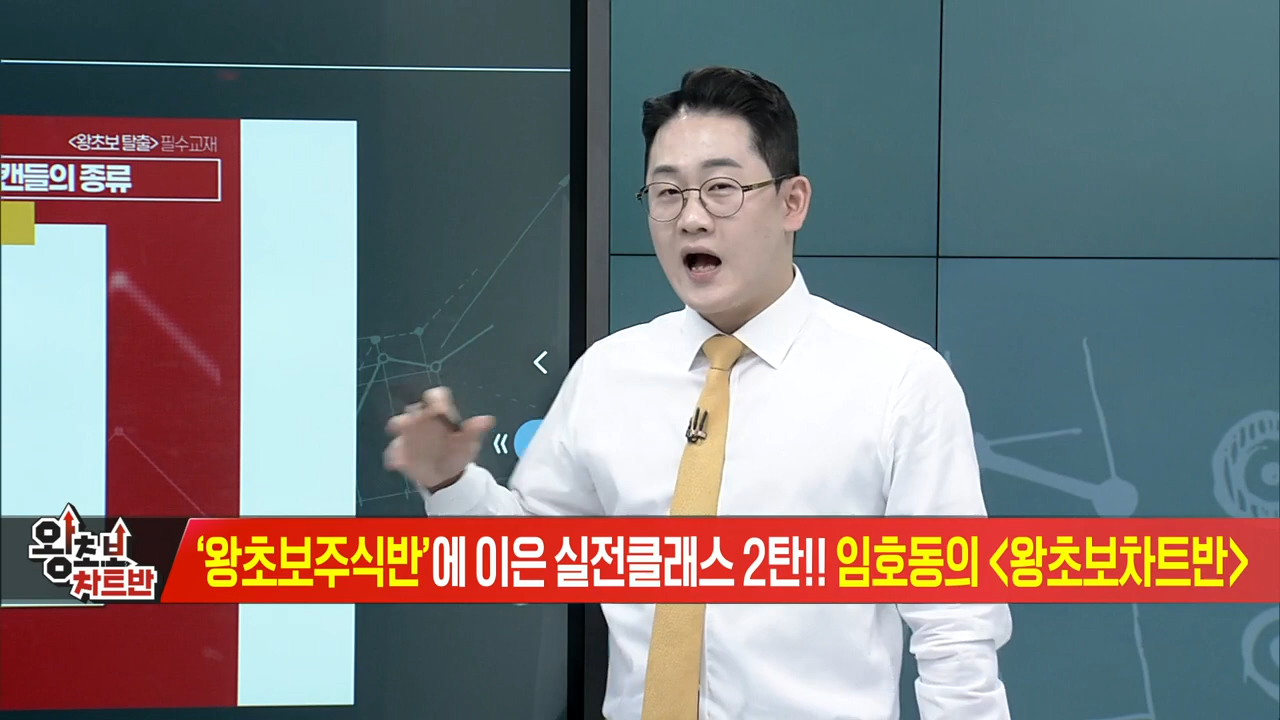 <왕초보 탈출> 필수교재
캔들의 종류
왕초보
차트반
‘왕초보주식반’에 이은 실전클래스 2탄!! 임호동의 <왕초보차트반>